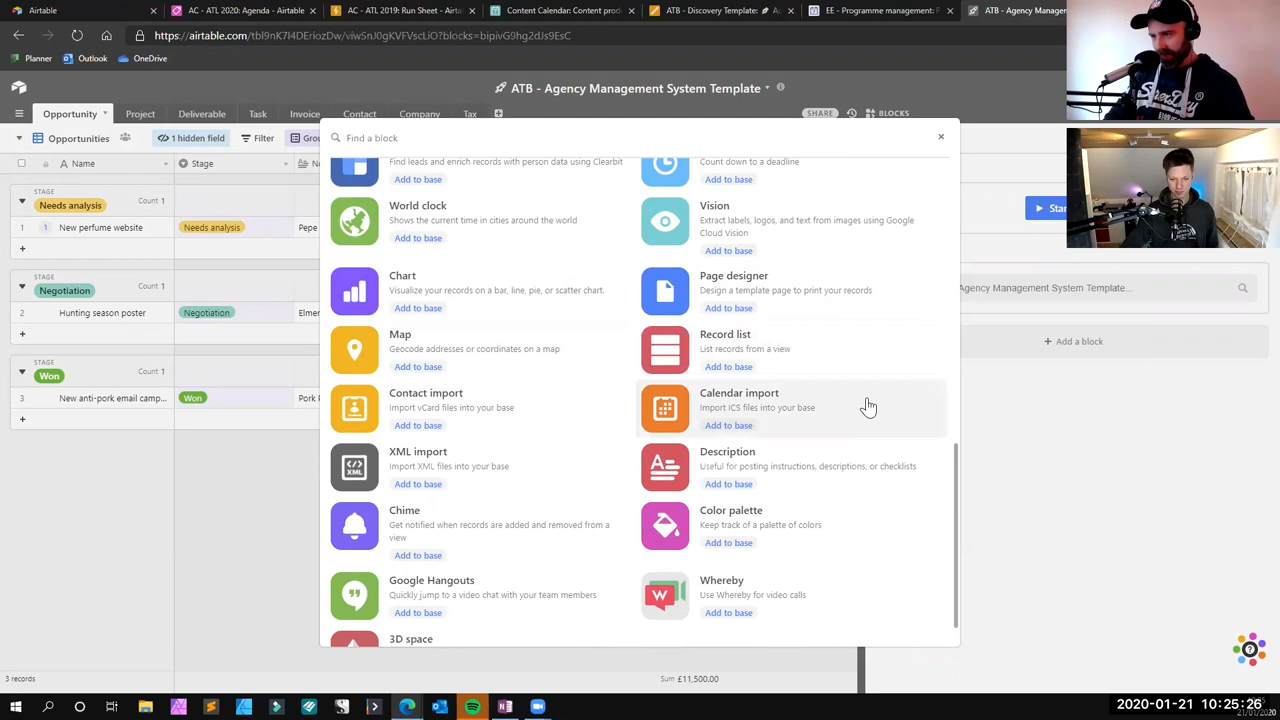 Airtable
AC - ATL 2020: Agenda - Airtable
AC - ATL 2019: Run Sheet - Airt
Content Calendar: Content prod
ATB - Discovery Template:
EE - Programme management: F
ATB - Agency Manag
https://airtable.com/tbl9nK7l4DEriozDw/viwSnJ0gKVFVscLiO?blocks=bipivG9hg2dJs9EsC
Planner
Outlook
OneDrive
ATB - Agency Management System Template
Opportunity
Project
Deliverable
Task
Invoice
Contact
Company
Tax
SHARE
BLOCKS
Opportunities
1 hidden field
Filter
Grou
Find a block
Name
Stage
STAGE
Needs analysis
Count 1
1 New perfume website
Pepe
STAGE
Negotiation
Count 1
2 Hunting season poster
Negotiation
Elmer
STAGE
Won
Count 1
3 New anti-pork email camp...
Won
Pork F
Find leads and enrich records with person data using Clearbit
Add to base
Count down to a deadline
Add to base
World clock
Shows the current time in cities around the world
Add to base
Vision
Extract labels, logos, and text from images using Google
Cloud Vision
Add to base
Chart
Visualize your records on a bar, line, pie, or scatter chart.
Add to base
Page designer
Design a template page to print your records
Add to base
Map
Geocode addresses or coordinates on a map
Add to base
Record list
List records from a view
Add to base
Contact import
Import vCard files into your base
Add to base
Calendar import
Import ICS files into your base
Add to base
XML import
Import XML files into your base
Add to base
Description
Useful for posting instructions, descriptions, or checklists
Add to base
Chime
Get notified when records are added and removed from a
view
Add to base
Color palette
Keep track of a palette of colors
Add to base
Google Hangouts
Quickly jump to a video chat with your team members
Add to base
Whereby
Use Whereby for video calls
Add to base
3D space
Star
Agency Management System Template...
Add a block
3 records
Sum £11,500.00
2020-01-21 10:25:26
21/01/2020